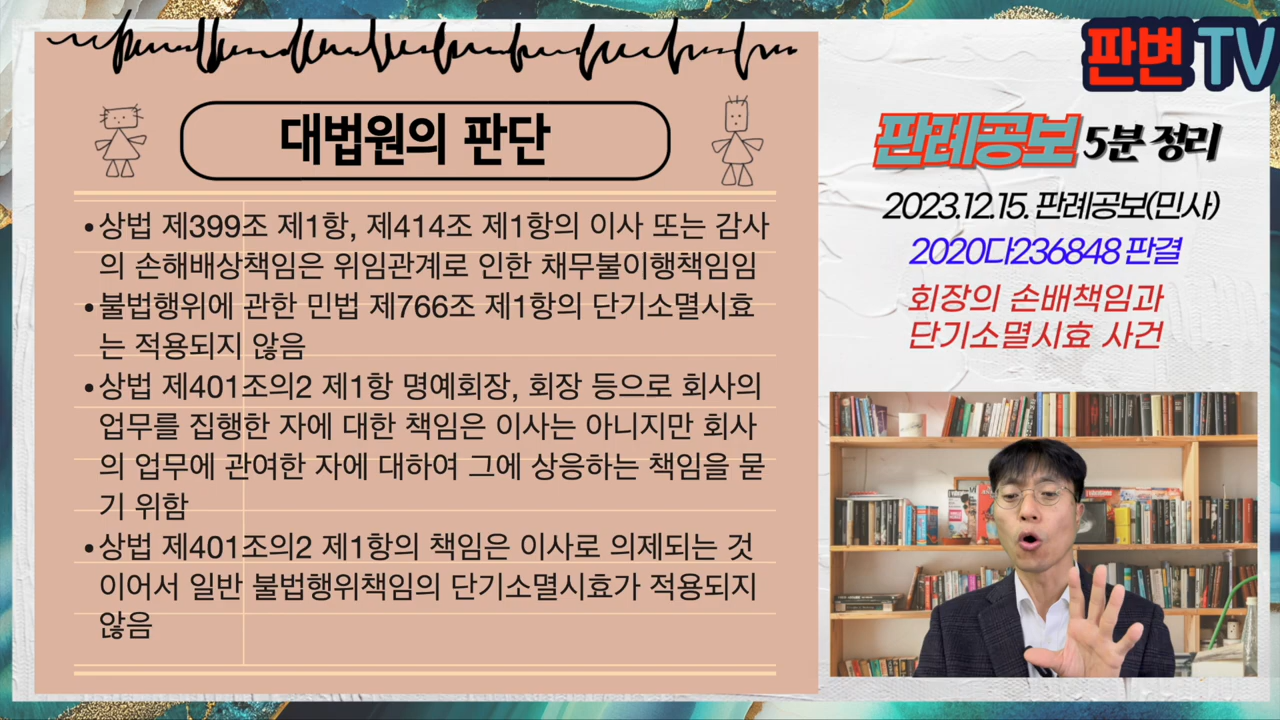 대법원의 판단
•상법 제399조 제1항, 제414조 제1항의 이사 또는 감사
의 손해배상책임은 위임관계로 인한 채무불이행책임임
•불법행위에 관한 민법 제766조 제1항의 단기소멸시효
는 적용되지 않음
•상법 제401조의2 제1항 명예회장, 회장 등으로 회사의
업무를 집행한 자에 대한 책임은 이사는 아니지만 회사
의 업무에 관여한 자에 대하여 그에 상응하는 책임을 묻
기 위함
•상법 제401조의2 제1항의 책임은 이사로 의제되는 것
이어서 일반 불법행위책임의 단기소멸시효가 적용되지
않음
판변 TV
판례공보 5분 정리
2023.12.15. 판례공보(민사)
2020다236848 판결
회장의 손배책임과
단기소멸시효 사건